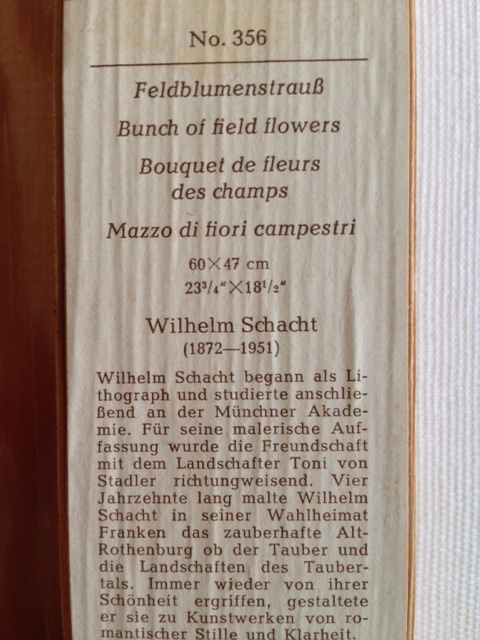 No. 356
Feldblumenstrauß
Bunch of field flowers
Bouquet de fleurs
des champs
Mazzo di fiori campestri
60×47 cm
23³/₄“×18¹/₂“
Wilhelm Schacht
(1872—1951)
Wilhelm Schacht begann als Li-
thograph und studierte anschlie-
ßend an der Münchner Akade-
mie. Für seine malerische Auf-
fassung wurde die Freundschaft
mit dem Landschafter Toni von
Stadler richtungweisend. Vier
Jahrzehnte lang malte Wilhelm
Schacht in seiner Wahlheimat
Franken das zauberhafte Alt-
Rothenburg ob der Tauber und
die Landschaften des Tauber-
tals. Immer wieder von ihrer
Schönheit ergriffen, gestaltete
er sie zu Kunstwerken von ro-
mantischer Stille und Klarheit.